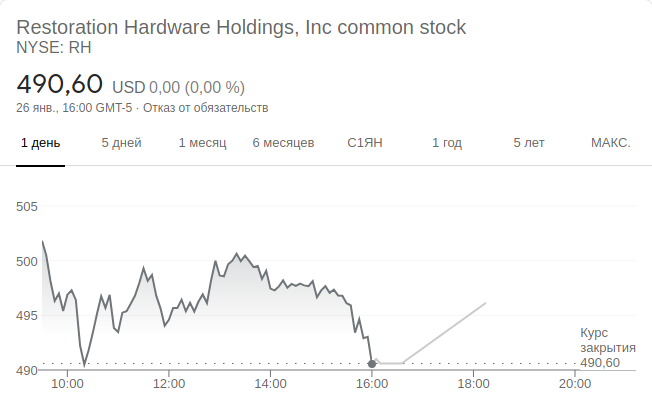 Restoration Hardware Holdings, Inc common stock
NYSE: RH
490,60 USD 0,00 (0,00 %)
26 янв., 16:00 GMT-5 · Отказ от обязательств
1 день 5 дней 1 месяц 6 месяцев С1ЯН 1 год 5 лет МАКС.
505
500
495
490
Курс
закрытия
490,60
10:00 12:00 14:00 16:00 18:00 20:00